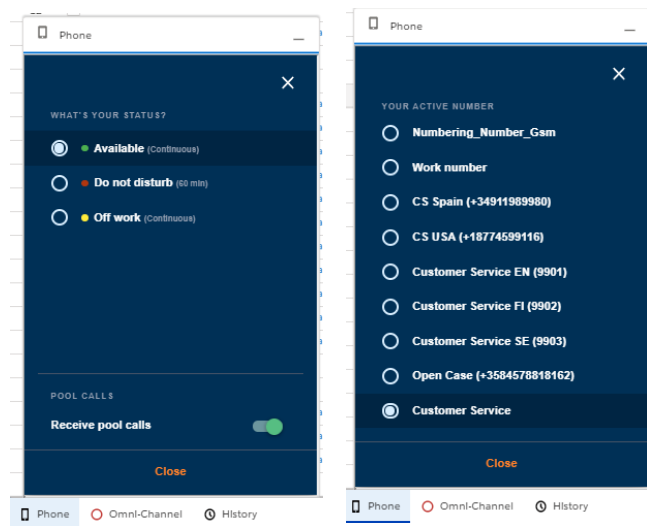 Phone
WHAT'S YOUR STATUS?
Available (Continuous)
Do not disturb (60 min)
Off work (Continuous)
POOL CALLS
Receive pool calls
Close
Phone Omni-Channel History
Phone
YOUR ACTIVE NUMBER
Numbering_Number_Gsm
Work number
CS Spain (+34911989980)
CS USA (+18774599116)
Customer Service EN (9901)
Customer Service FI (9902)
Customer Service SE (9903)
Open Case (+3584578818162)
Customer Service
Close
Phone Omni-Channel History